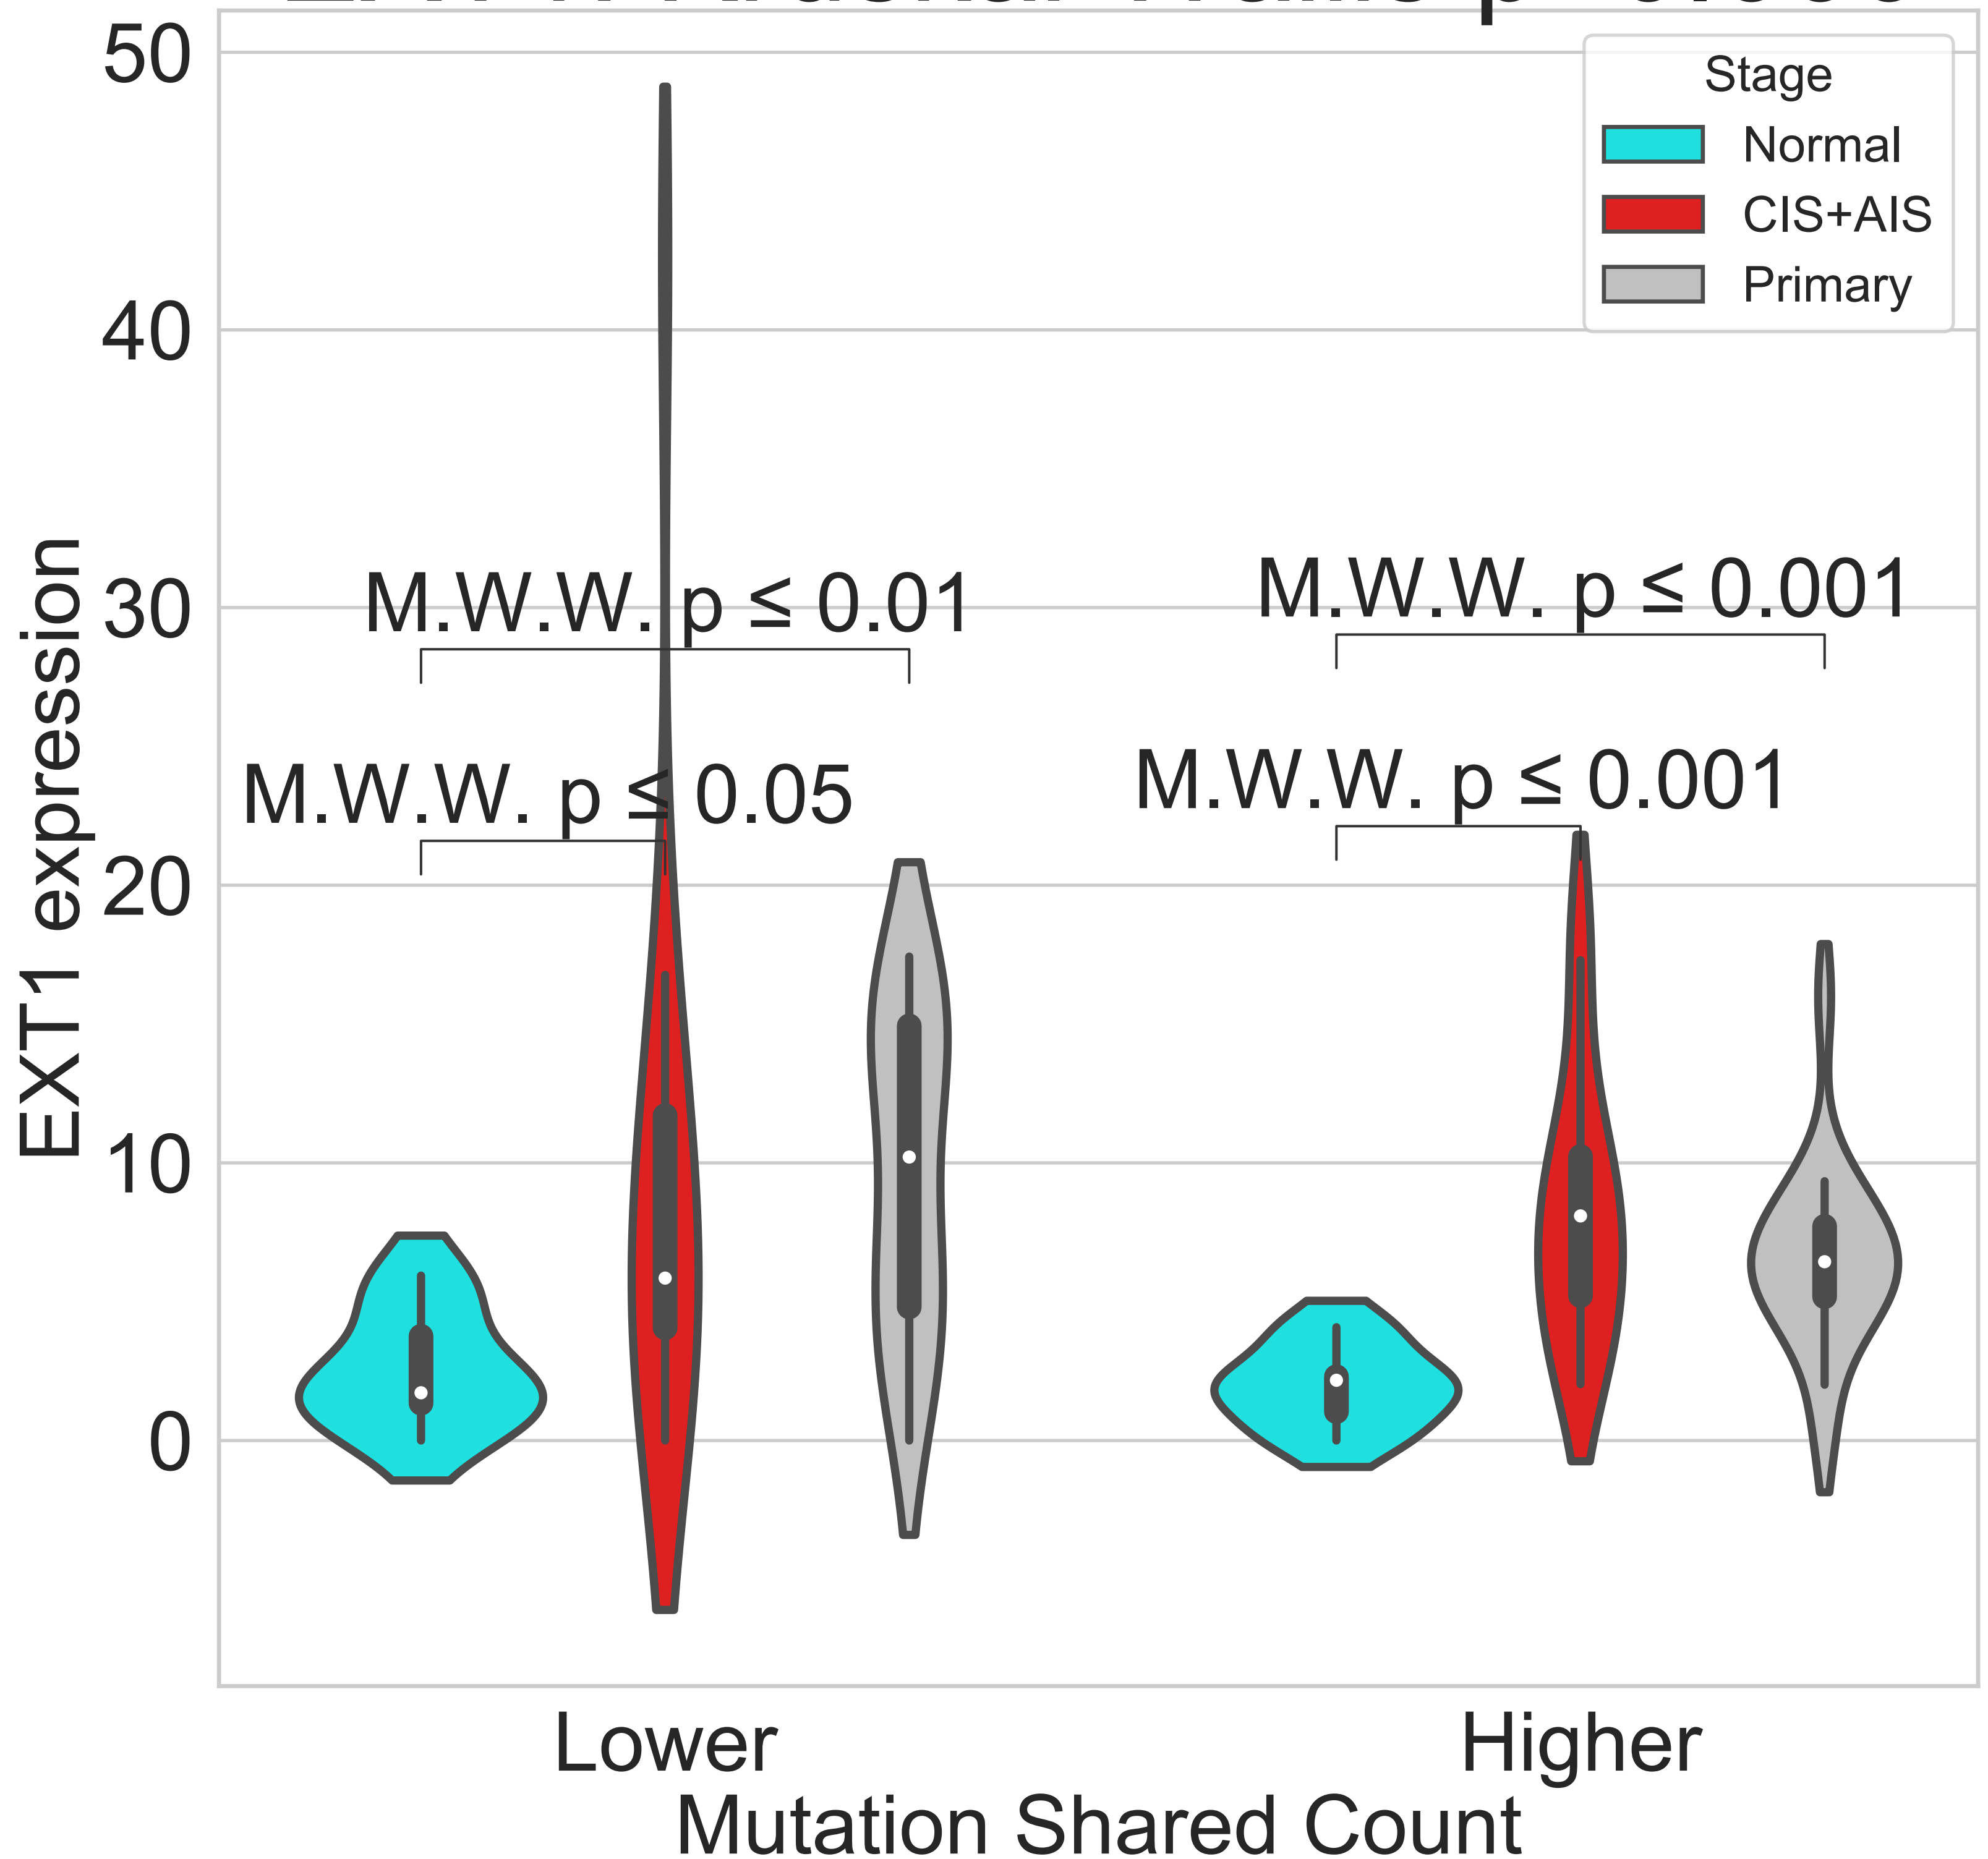 50
Stage
Normal
CIS+AIS
Primary
40
30
20
10
0
EXT1 expression
M.W.W. p ≤ 0.01
M.W.W. p ≤ 0.001
M.W.W. p ≤ 0.05
M.W.W. p ≤ 0.001
Lower
Higher
Mutation Shared Count